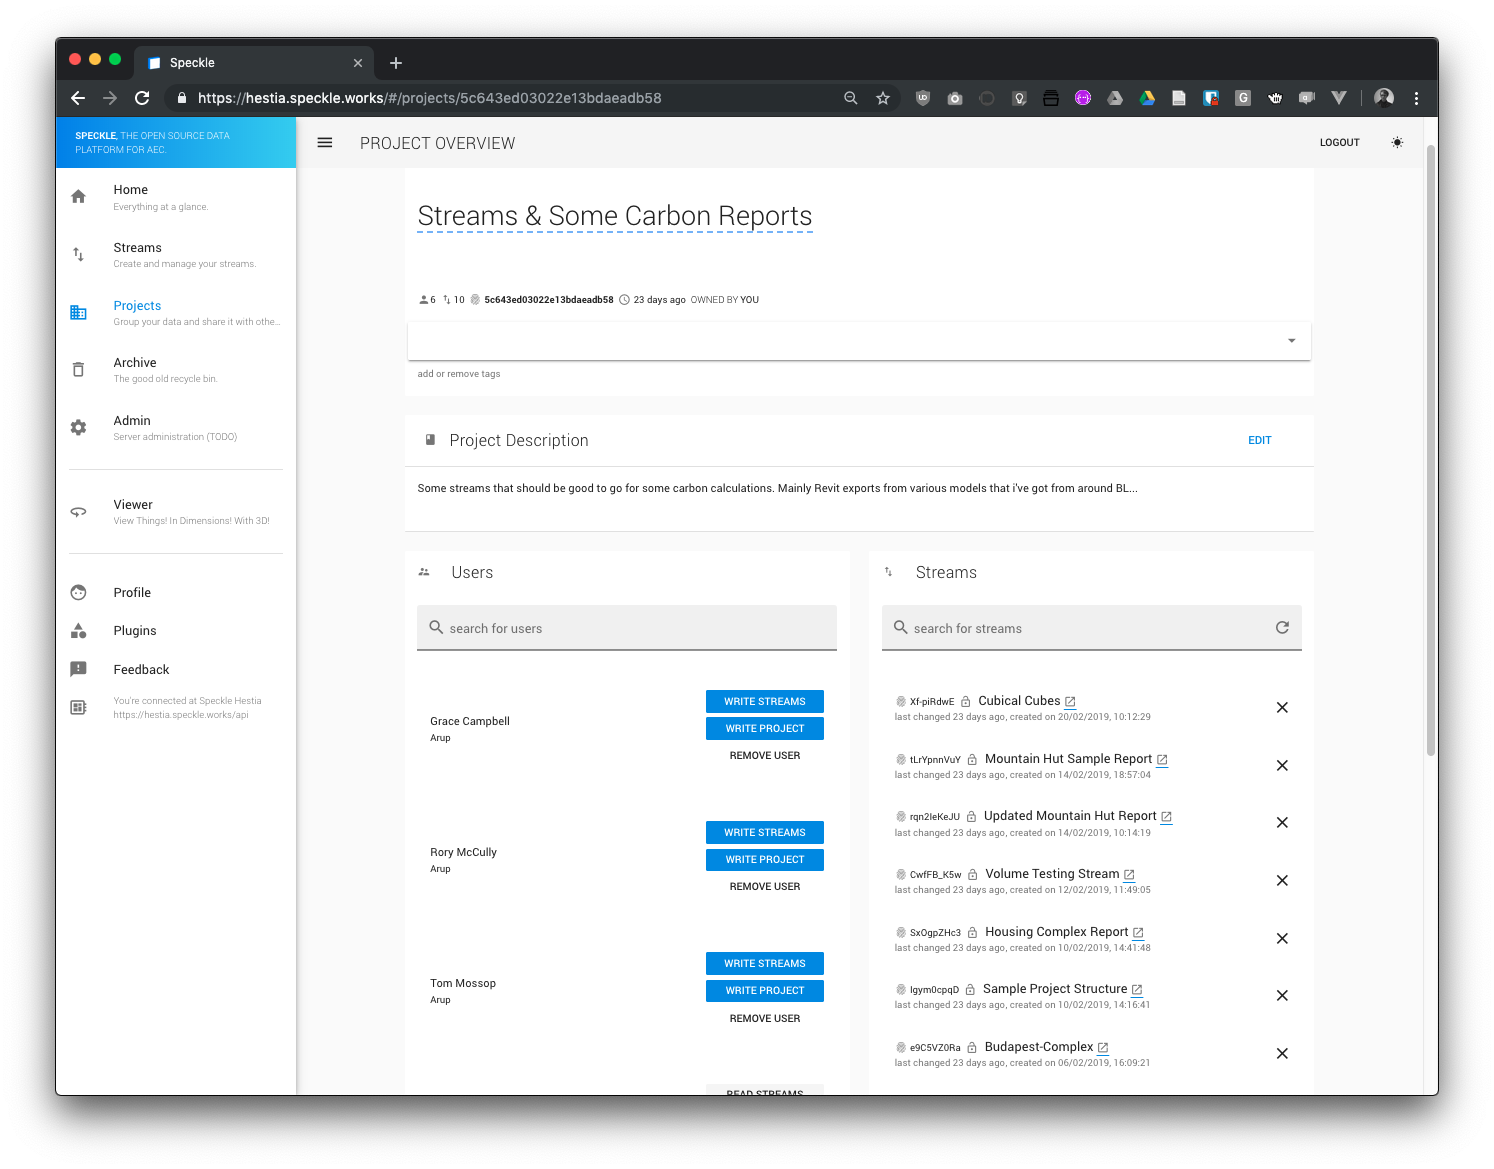 Speckle
https://hestia.speckle.works/#/projects/5c643ed03022e13bdaeadb58
SPECKLE, THE OPEN SOURCE DATA
PLATFORM FOR AEC.
PROJECT OVERVIEW
LOGOUT
Home
Everything at a glance.
Streams
Create and manage your streams.
Projects
Group your data and share it with othe...
Archive
The good old recycle bin.
Admin
Server administration (TODO)
Viewer
View Things! In Dimensions! With 3D!
Profile
Plugins
Feedback
You're connected at Speckle Hestia
https://hestia.speckle.works/api
Streams & Some Carbon Reports
6 10 5c643ed03022e13bdaeadb58 23 days ago OWNED BY YOU
add or remove tags
Project Description
EDIT
Some streams that should be good to go for some carbon calculations. Mainly Revit exports from various models that i've got from around BL...
Users
search for users
Grace Campbell
Arup
WRITE STREAMS
WRITE PROJECT
REMOVE USER
Rory McCully
Arup
WRITE STREAMS
WRITE PROJECT
REMOVE USER
Tom Mossop
Arup
WRITE STREAMS
WRITE PROJECT
REMOVE USER
READ STREAMS
Streams
search for streams
Xf-piRdwE Cubical Cubes
last changed 23 days ago, created on 20/02/2019, 10:12:29
tLrYpnnVuY Mountain Hut Sample Report
last changed 23 days ago, created on 14/02/2019, 18:57:04
rqn2IeKeJU Updated Mountain Hut Report
last changed 23 days ago, created on 14/02/2019, 10:14:19
CwfFB_K5w Volume Testing Stream
last changed 23 days ago, created on 12/02/2019, 11:49:05
SxOgpZHc3 Housing Complex Report
last changed 23 days ago, created on 10/02/2019, 14:41:48
Igym0cpqD Sample Project Structure
last changed 23 days ago, created on 10/02/2019, 14:16:41
e9C5VZ0Ra Budapest-Complex
last changed 23 days ago, created on 06/02/2019, 16:09:21